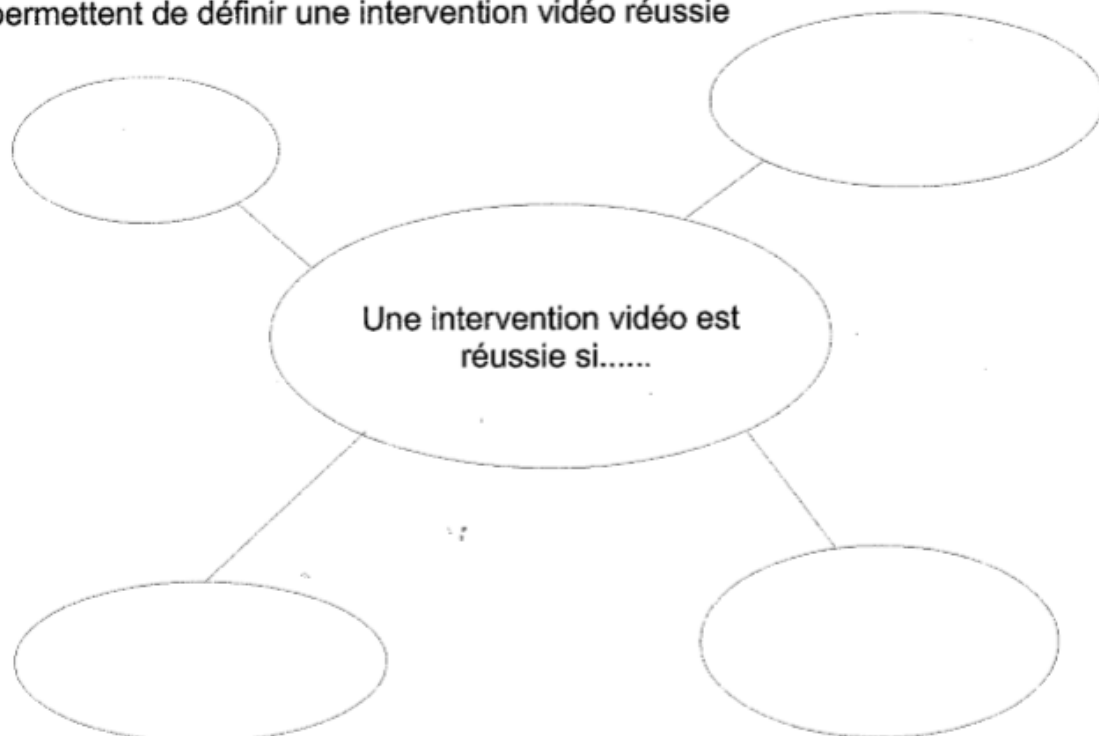 permettent de définir une intervention vidéo réussie
Une intervention vidéo est
réussie si......